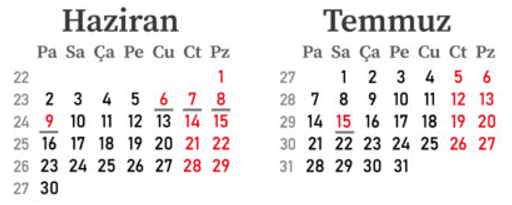 Haziran
Pa Sa Ça Pe Cu Ct Pz
22 1
23 2 3 4 5 6 7 8
24 9 10 11 12 13 14 15
25 16 17 18 19 20 21 22
26 23 24 25 26 27 28 29
27 30
Temmuz
Pa Sa Ça Pe Cu Ct Pz
27 1 2 3 4 5 6
28 7 8 9 10 11 12 13
29 14 15 16 17 18 19 20
30 21 22 23 24 25 26 27
31 28 29 30 31